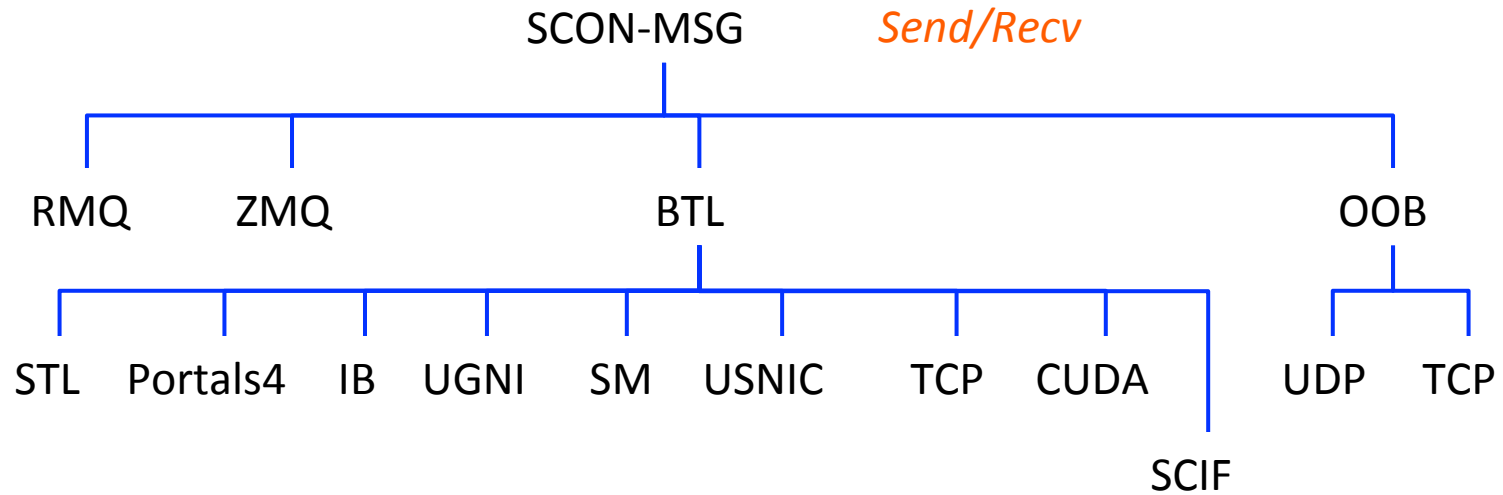 SCON-MSG Send/Recv
RMQ ZMQ BTL OOB
STL Portals4 IB UGNI SM USNIC TCP CUDA UDP TCP
SCIF